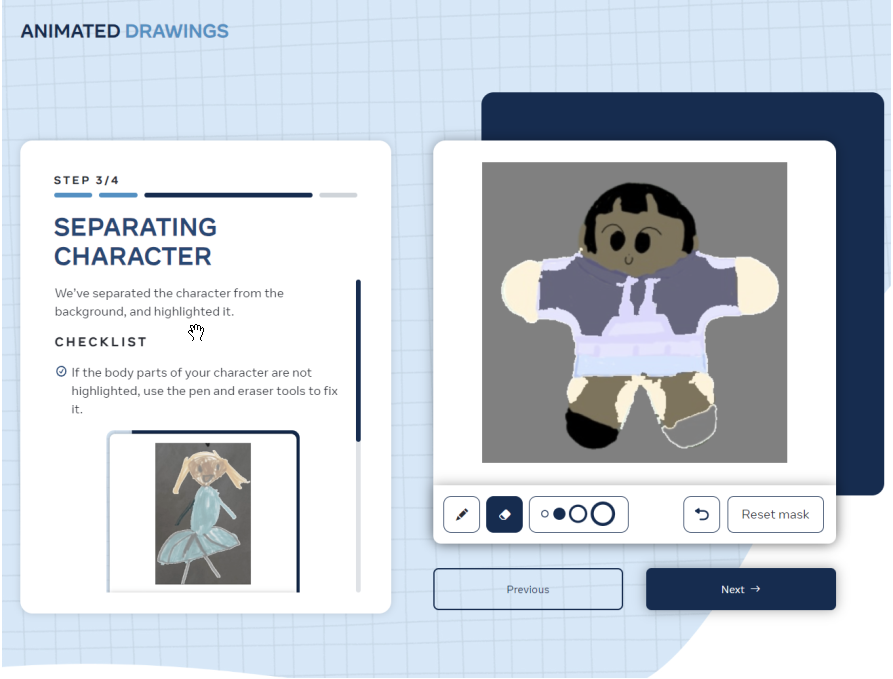 ANIMATED DRAWINGS
STEP 3/4
SEPARATING
CHARACTER
We've separated the character from the
background, and highlighted it.
CHECKLIST
If the body parts of your character are not
highlighted, use the pen and eraser tools to fix
it.
Reset mask
Previous
Next →